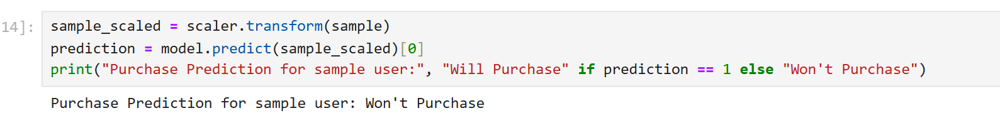 14]:
sample_scaled = scaler.transform(sample)
prediction = model.predict(sample_scaled)[0]
print("Purchase Prediction for sample user:", "Will Purchase" if prediction == 1 else "Won't Purchase")
Purchase Prediction for sample user: Won't Purchase